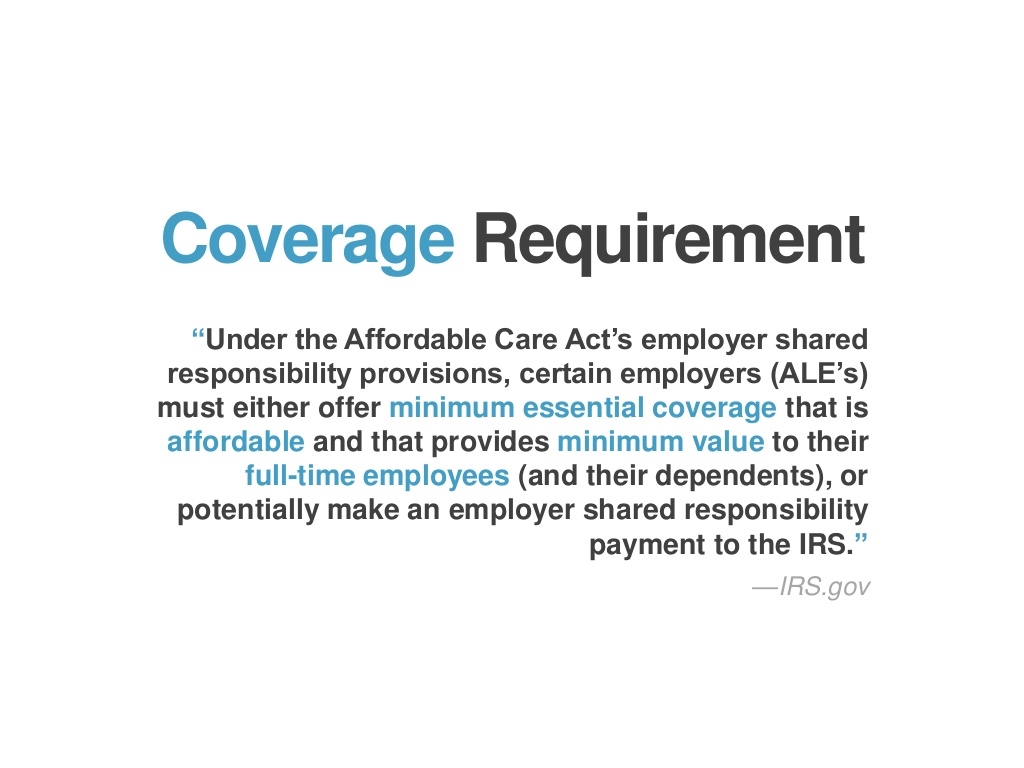 Coverage Requirement
“Under the Affordable Care Act’s employer shared
responsibility provisions, certain employers (ALE’s)
must either offer minimum essential coverage that is
affordable and that provides minimum value to their
full-time employees (and their dependents), or
potentially make an employer shared responsibility
payment to the IRS.”
—IRS.gov